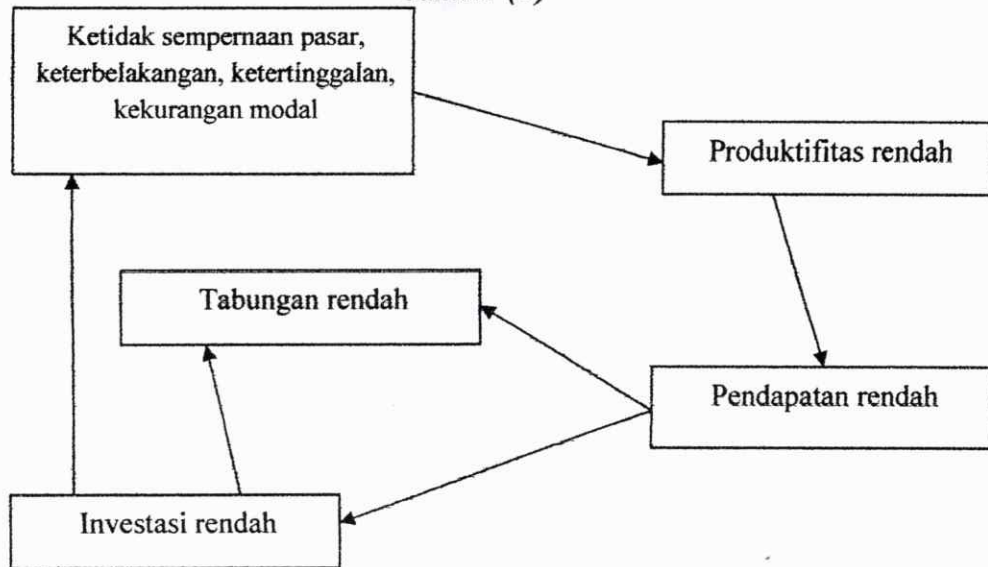 Ketidak sempernaan pasar,
keterbelakangan, ketertinggalan,
kekurangan modal
Produktifitas rendah
Tabungan rendah
Pendapatan rendah
Investasi rendah